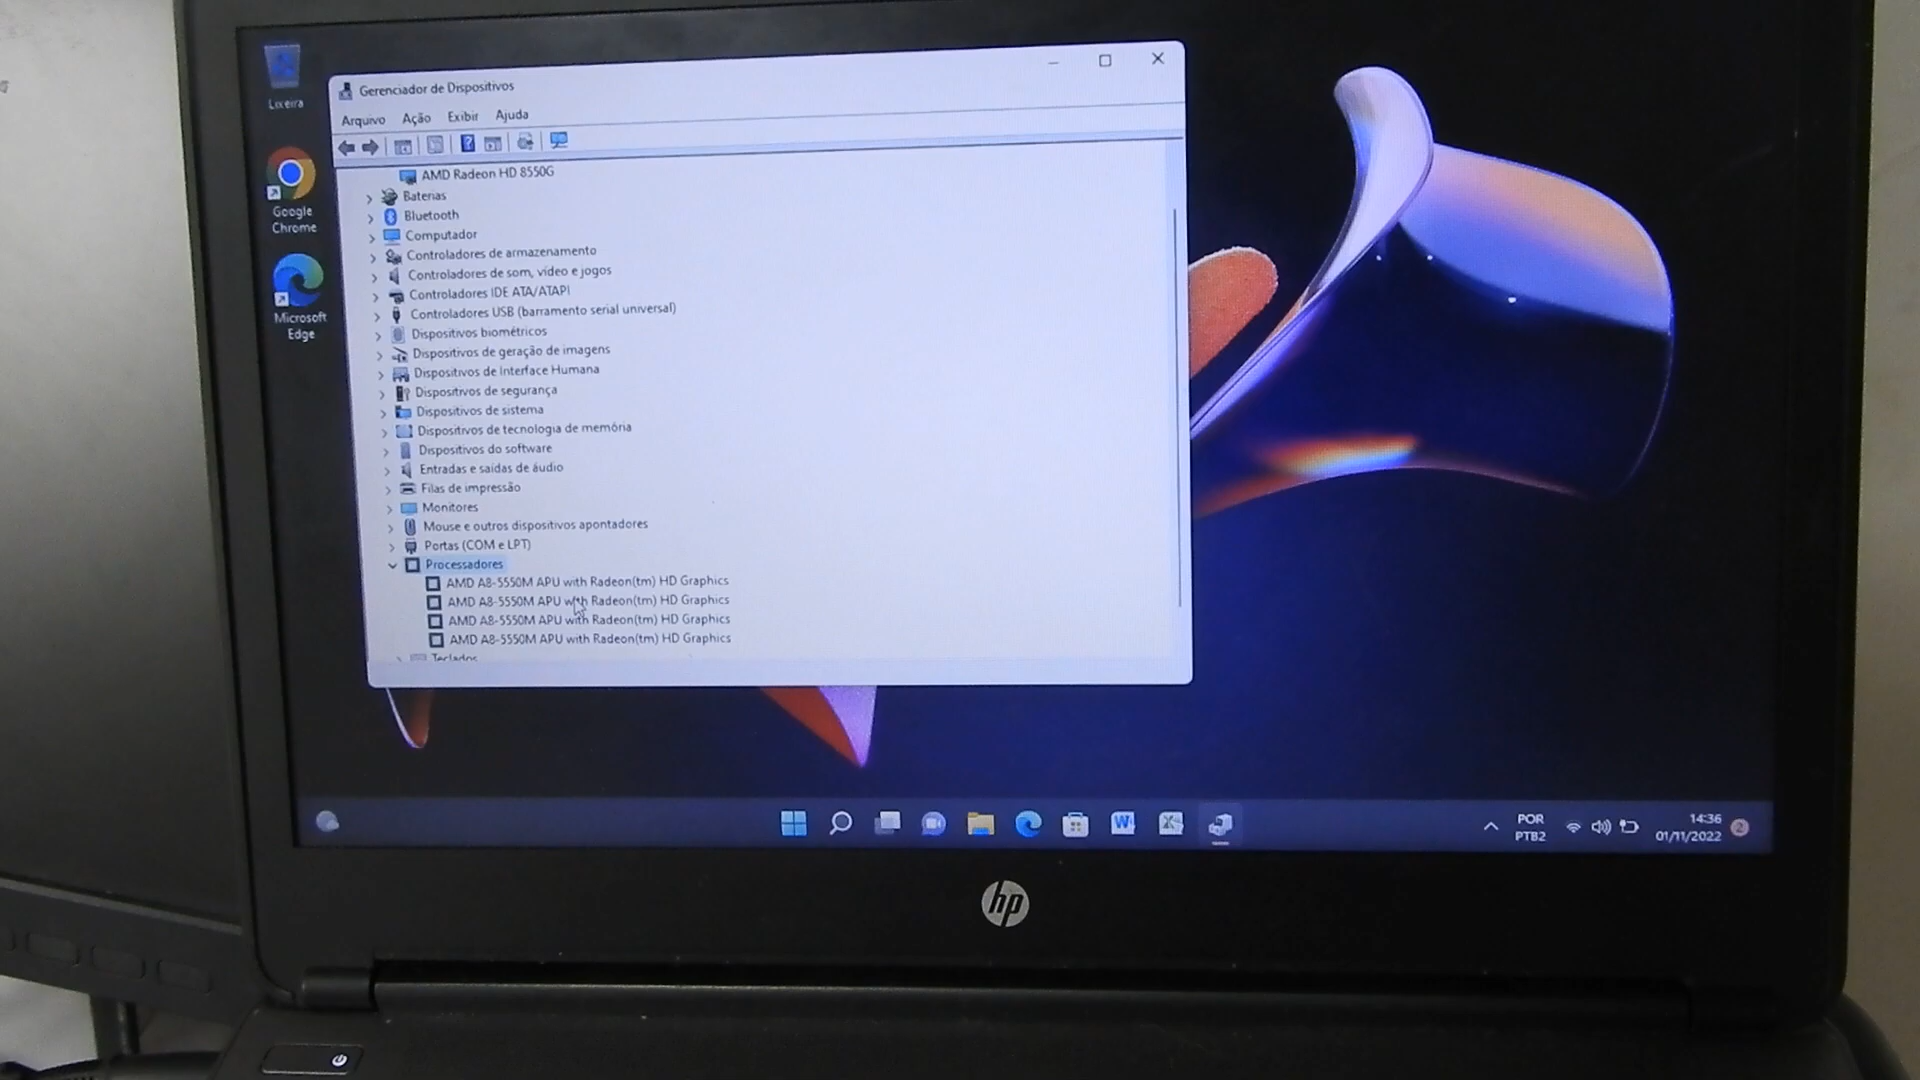 Lixeira
Google
Chrome
Microsoft
Edge
Gerenciador de Dispositivos
Arquivo Ação Exibir Ajuda
AMD Radeon HD 8550G
Baterias
Bluetooth
Computador
Controladores de armazenamento
Controladores de som, vídeo e jogos
Controladores IDE ATA/ATAPI
Controladores USB (barramento serial universal)
Dispositivos biométricos
Dispositivos de geração de imagens
Dispositivos de Interface Humana
Dispositivos de segurança
Dispositivos de sistema
Dispositivos de tecnologia de memória
Dispositivos do software
Entradas e saídas de áudio
Filas de impressão
Monitores
Mouse e outros dispositivos apontadores
Portas (COM e LPT)
Processadores
AMD A8-5550M APU with Radeon(tm) HD Graphics
AMD A8-5550M APU with Radeon(tm) HD Graphics
AMD A8-5550M APU with Radeon(tm) HD Graphics
AMD A8-5550M APU with Radeon(tm) HD Graphics
Teclados
POR
PTB2
14:36
01/11/2022
2
hp